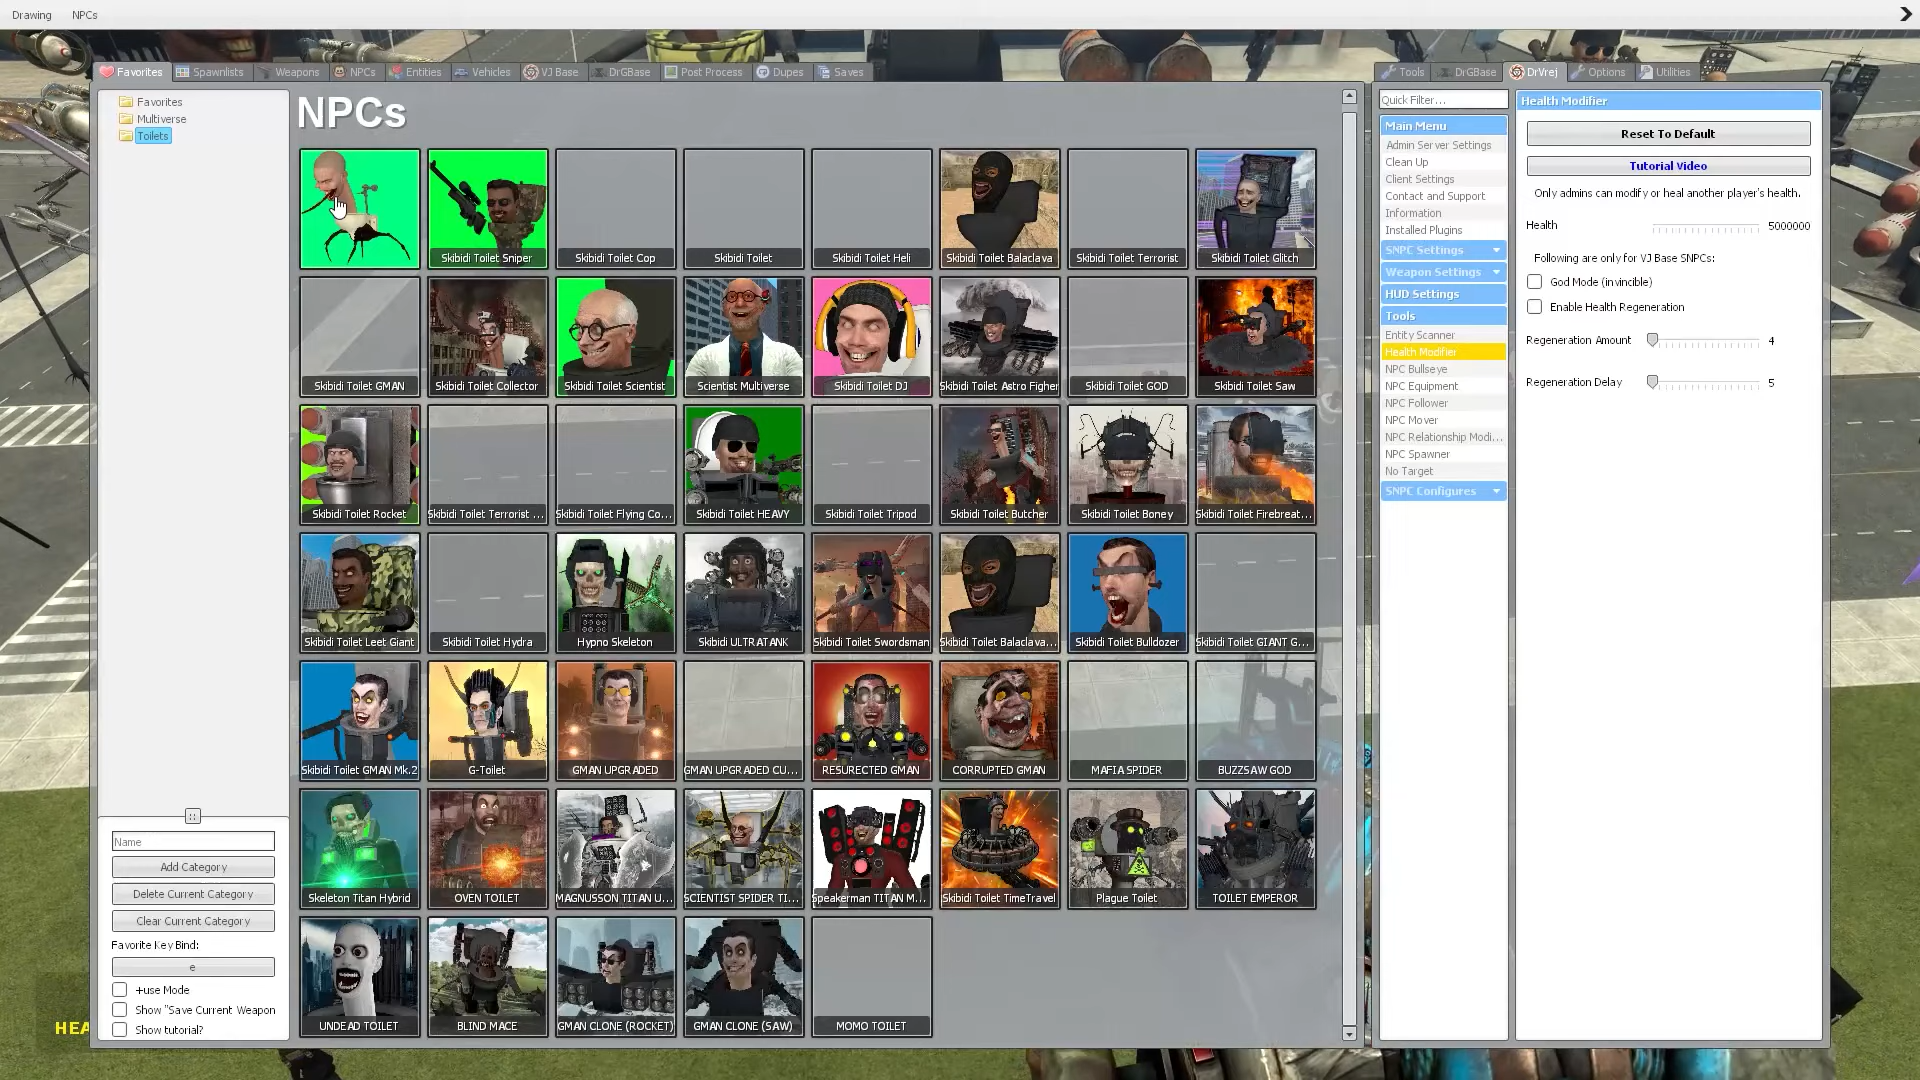 Drawing NPCs
Favorites Spawnlists Weapons NPCs Entities Vehicles VJ Base DrGBase Post Process Dupes Saves
Tools DrGBase DrVrej Options Utilities
Favorites
Multiverse
Toilets
Name
Add Category
Delete Current Category
Clear Current Category
Favorite Key Bind:
e
+use Mode
Show "Save Current Weapon
Show tutorial?
HEA
NPCs
Skibidi Toilet Sniper Skibidi Toilet Cop Skibidi Toilet Skibidi Toilet Heli Skibidi Toilet Balaclava Skibidi Toilet Terrorist Skibidi Toilet Glitch
Skibidi Toilet GMAN Skibidi Toilet Collector Skibidi Toilet Scientist Scientist Multiverse Skibidi Toilet DJ Skibidi Toilet Astro Figher Skibidi Toilet GOD Skibidi Toilet Saw
Skibidi Toilet Rocket Skibidi Toilet Terrorist ... Skibidi Toilet Flying Co... Skibidi Toilet HEAVY Skibidi Toilet Tripod Skibidi Toilet Butcher Skibidi Toilet Boney Skibidi Toilet Firebreat...
Skibidi Toilet Leet Giant Skibidi Toilet Hydra Hypno Skeleton Skibidi ULTRATANK Skibidi Toilet Swordsman Skibidi Toilet Balaclava... Skibidi Toilet Bulldozer Skibidi Toilet GIANT G...
Skibidi Toilet GMAN Mk.2 G-Toilet GMAN UPGRADED GMAN UPGRADED CU... RESURECTED GMAN CORRUPTED GMAN MAFIA SPIDER BUZZSAW GOD
Skeleton Titan Hybrid OVEN TOILET MAGNUSSON TITAN U... SCIENTIST SPIDER TI... Speakerman TITAN M... Skibidi Toilet TimeTravel Plague Toilet TOILET EMPEROR
UNDEAD TOILET BLIND MACE GMAN CLONE (ROCKET) GMAN CLONE (SAW) MOMO TOILET
Quick Filter...
Main Menu
Admin Server Settings
Clean Up
Client Settings
Contact and Support
Information
Installed Plugins
SNPC Settings
Weapon Settings
HUD Settings
Tools
Entity Scanner
Health Modifier
NPC Bullseye
NPC Equipment
NPC Follower
NPC Mover
NPC Relationship Modi...
NPC Spawner
No Target
SNPC Configures
Health Modifier
Reset To Default
Tutorial Video
Only admins can modify or heal another player's health.
Health 5000000
Following are only for VJ Base SNPCs:
God Mode (invincible)
Enable Health Regeneration
Regeneration Amount 4
Regeneration Delay 5